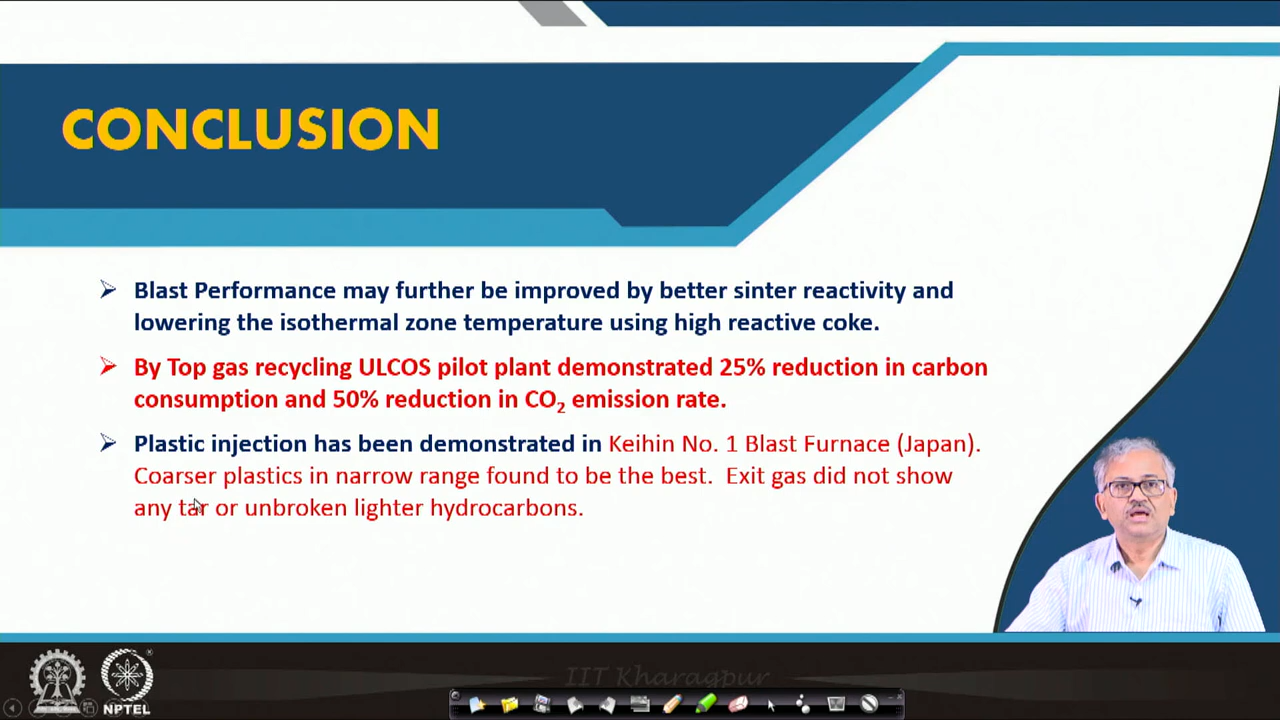 CONCLUSION
➢ Blast Performance may further be improved by better sinter reactivity and
lowering the isothermal zone temperature using high reactive coke.
➢ By Top gas recycling ULCOS pilot plant demonstrated 25% reduction in carbon
consumption and 50% reduction in CO₂ emission rate.
➢ Plastic injection has been demonstrated in Keihin No. 1 Blast Furnace (Japan).
Coarser plastics in narrow range found to be the best. Exit gas did not show
any tar or unbroken lighter hydrocarbons.
IIT Kharagpur
NPTEL